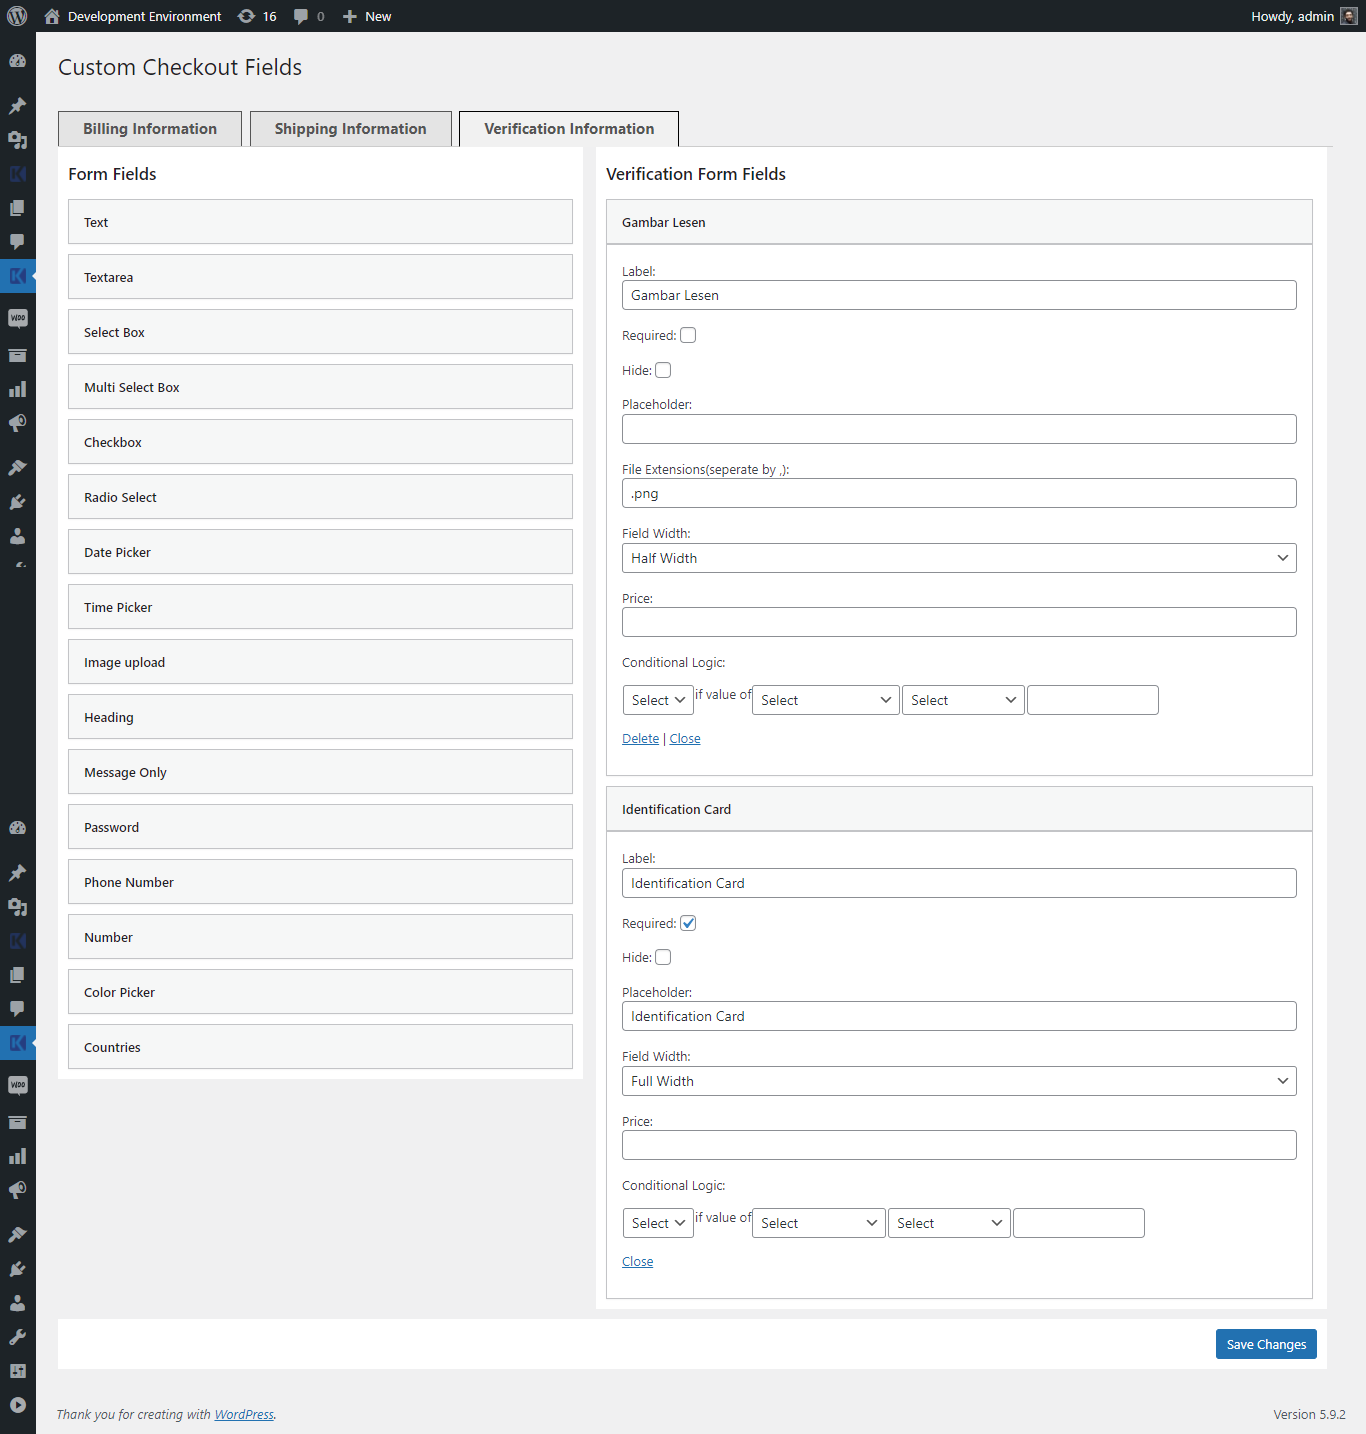 Development Environment 16 0 New Howdy, admin
Custom Checkout Fields
Billing Information Shipping Information Verification Information
Form Fields
Text
Textarea
Select Box
Multi Select Box
Checkbox
Radio Select
Date Picker
Time Picker
Image upload
Heading
Message Only
Password
Phone Number
Number
Color Picker
Countries
Verification Form Fields
Gambar Lesen
Label:
Gambar Lesen
Required:
Hide:
Placeholder:
File Extensions(seperate by ,):
.png
Field Width:
Half Width
Price:
Conditional Logic:
Select if value of Select Select
Delete | Close
Identification Card
Label:
Identification Card
Required:
Hide:
Placeholder:
Identification Card
Field Width:
Full Width
Price:
Conditional Logic:
Select if value of Select Select
Close
Save Changes
Thank you for creating with WordPress. Version 5.9.2
WOO
WOO